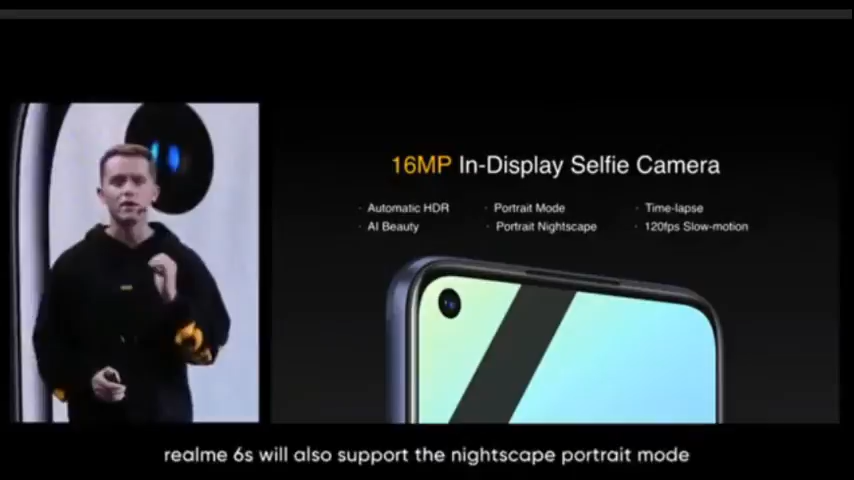 16MP In-Display Selfie Camera
· Automatic HDR · Portrait Mode · Time-lapse
· AI Beauty · Portrait Nightscape · 120fps Slow-motion
realme 6s will also support the nightscape portrait mode